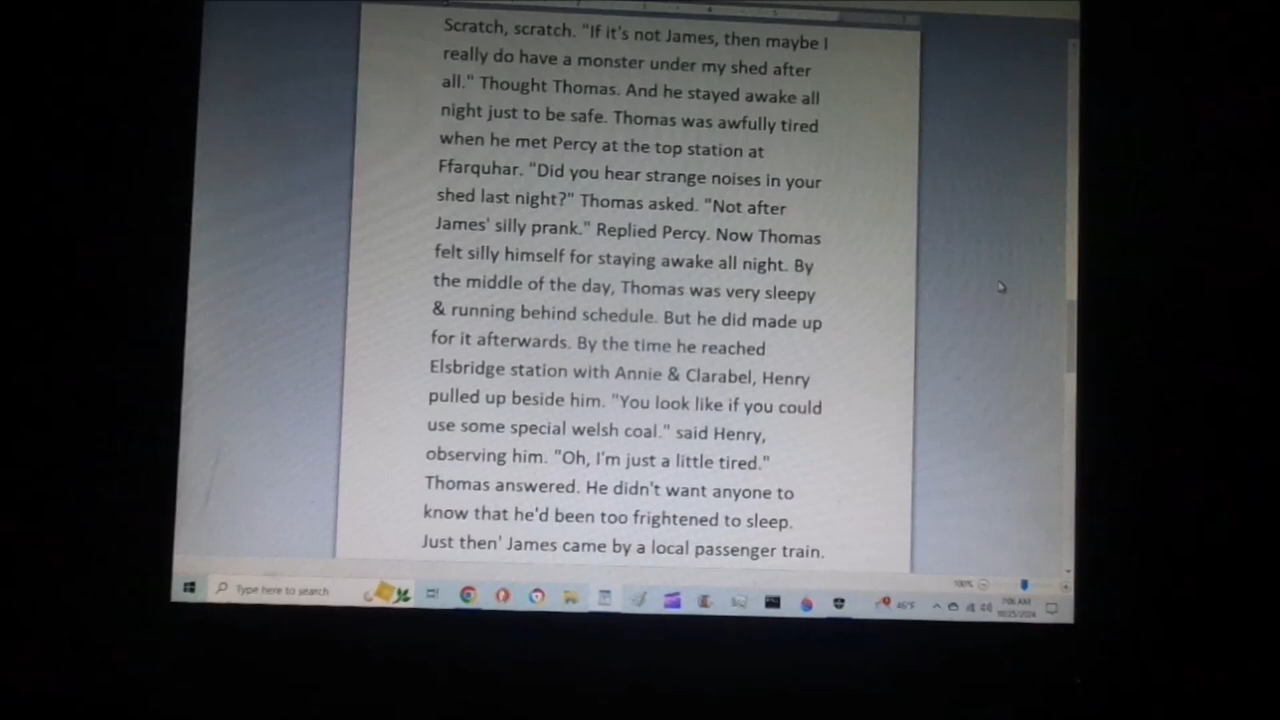 Scratch, scratch. "If it's not James, then maybe I
really do have a monster under my shed after
all." Thought Thomas. And he stayed awake all
night just to be safe. Thomas was awfully tired
when he met Percy at the top station at
Ffarquhar. "Did you hear strange noises in your
shed last night?" Thomas asked. "Not after
James' silly prank." Replied Percy. Now Thomas
felt silly himself for staying awake all night. By
the middle of the day, Thomas was very sleepy
& running behind schedule. But he did made up
for it afterwards. By the time he reached
Elsbridge station with Annie & Clarabel, Henry
pulled up beside him. "You look like if you could
use some special welsh coal." said Henry,
observing him. "Oh, I'm just a little tired."
Thomas answered. He didn't want anyone to
know that he'd been too frightened to sleep.
Just then' James came by a local passenger train.
100%
Type here to search
46°F
7:06 AM
10/25/2024